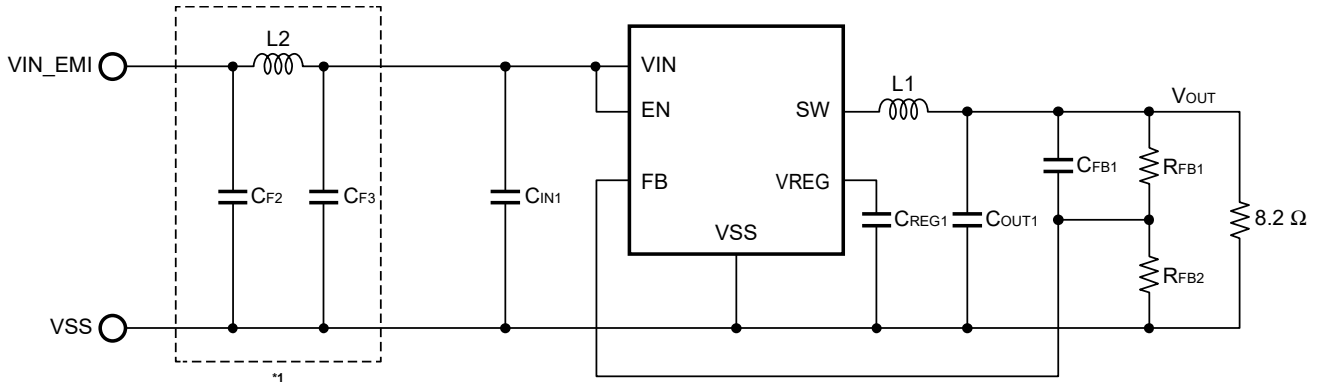 L2
VIN_EMI
VIN
L1
VOUT
EN
SW
CFB1
RFB1
FB
VREG
CF2
CF3
CIN1
CREG1
COUT1
8.2 Ω
VSS
RFB2
VSS
*1